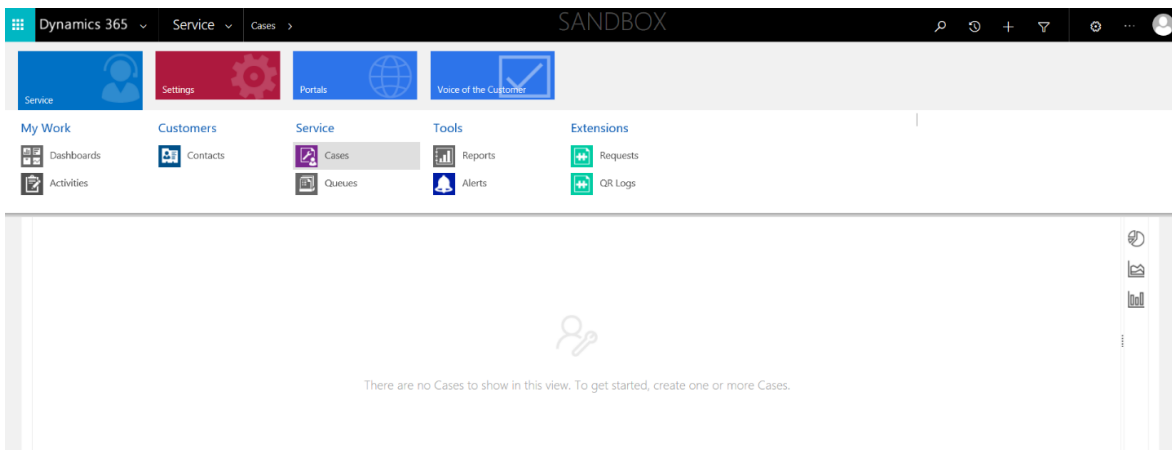 Dynamics 365
Service
Cases
SANDBOX
Service
Settings
Portals
Voice of the Customer
My Work
Customers
Service
Tools
Extensions
Dashboards
Contacts
Cases
Reports
Requests
Activities
Queues
Alerts
QR Logs
There are no Cases to show in this view. To get started, create one or more Cases.